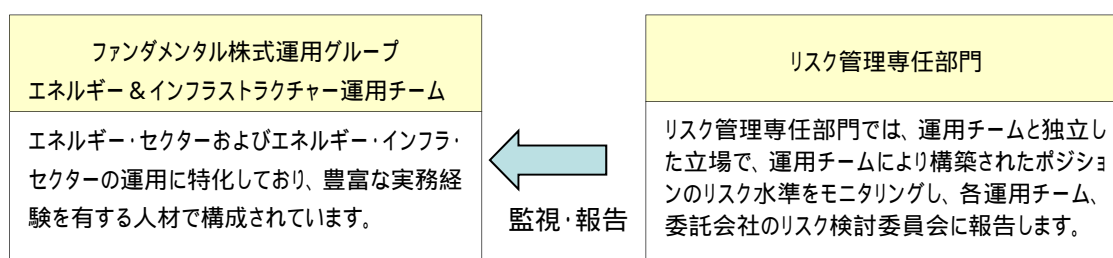 ファンダメンタル株式運用グループ
エネルギー＆インフラストラクチャー運用チーム
エネルギー・セクターおよびエネルギー・インフラ・
セクターの運用に特化しており、豊富な実務経
験を有する人材で構成されています。
監視・報告
リスク管理専任部門
リスク管理専任部門では、運用チームと独立し
た立場で、運用チームにより構築されたポジショ
ンのリスク水準をモニタリングし、各運用チーム、
委託会社のリスク検討委員会に報告します。